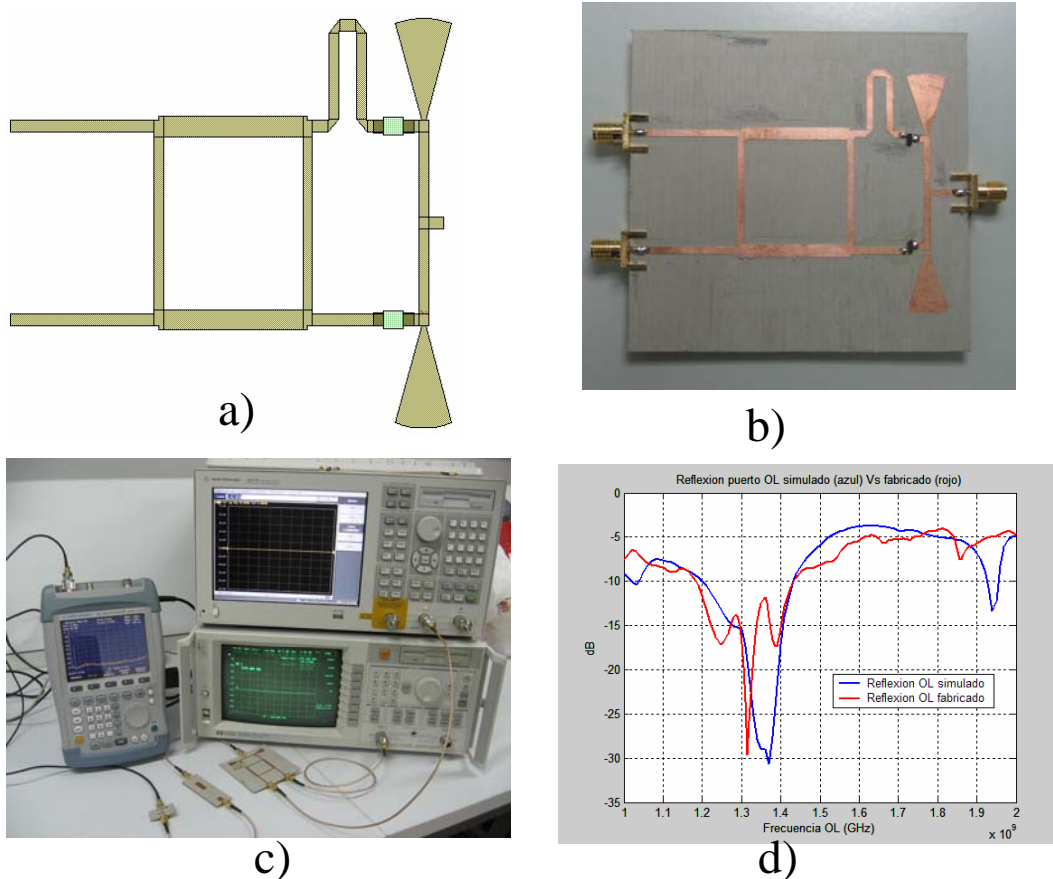 a)
b)
c)
Reflexion puerto OL simulado (azul) Vs fabricado (rojo)
0
-5
-10
-15
-20
-25
-30
-35
dB
Reflexion OL simulado
Reflexion OL fabricado
1 1.1 1.2 1.3 1.4 1.5 1.6 1.7 1.8 1.9 2
Frecuencia OL (GHz)
x 10^9
d)